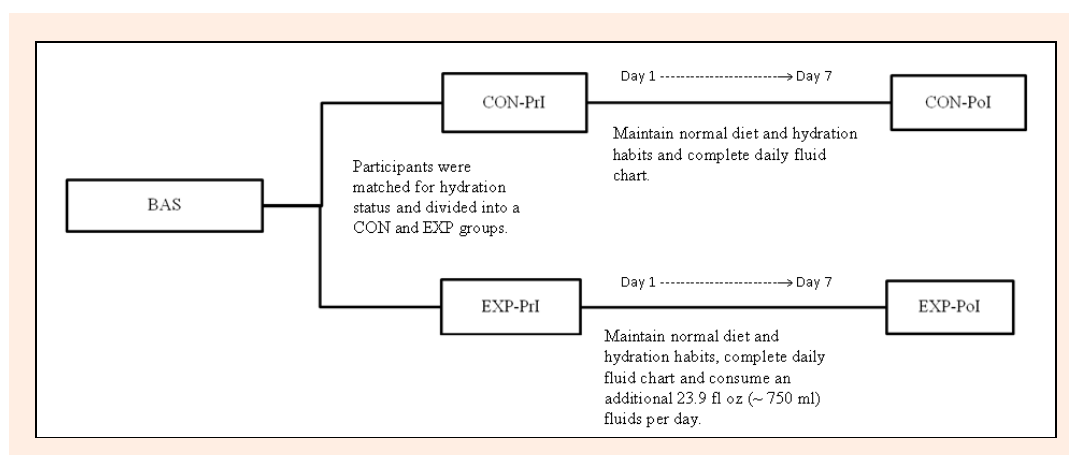 Day 1 ------------------------→ Day 7
CON-PrI
CON-PoI
Maintain normal diet and hydration
habits and complete daily fluid
chart.
Participants were
matched for hydration
status and divided into a
CON and EXP groups.
BAS
Day 1 ------------------------→ Day 7
EXP-PrI
EXP-PoI
Maintain normal diet and
hydration habits, complete daily
fluid chart and consume an
additional 23.9 fl oz (~ 750 ml)
fluids per day.